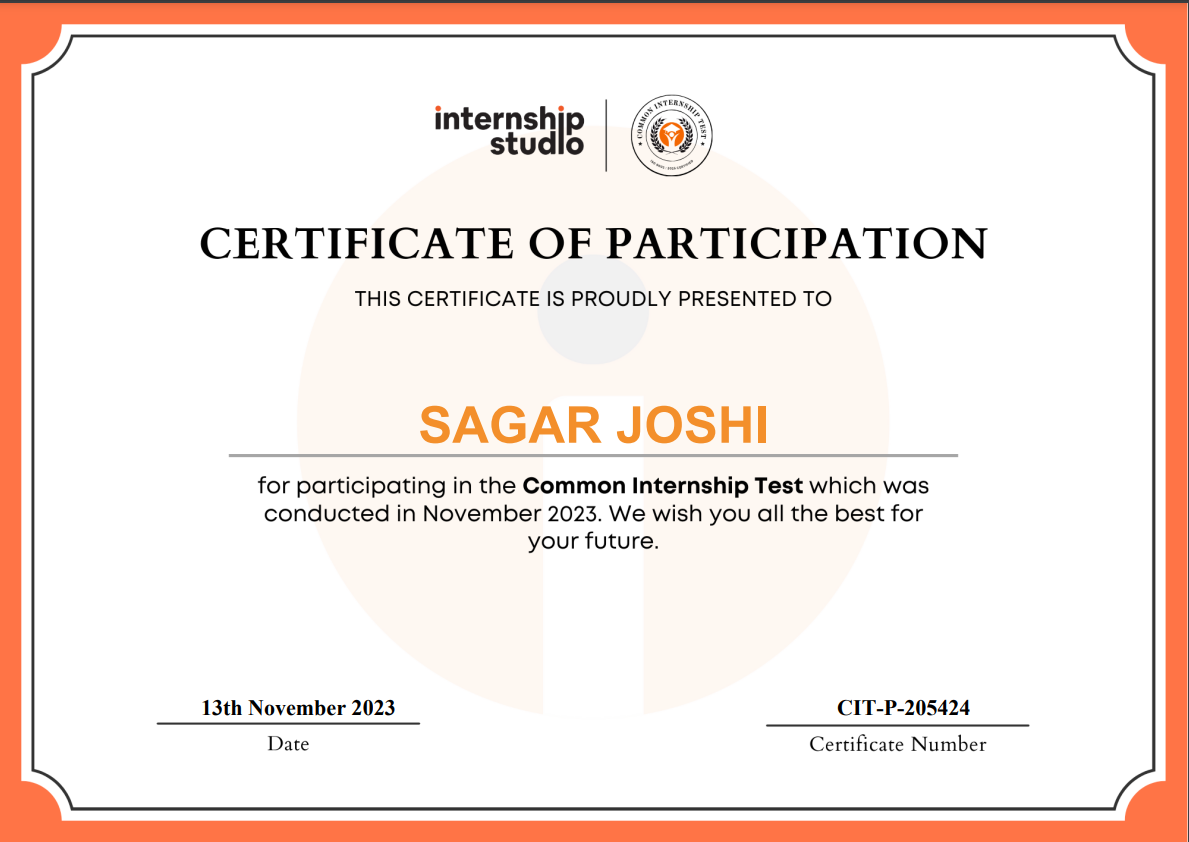 internship
studio
COMMON INTERNSHIP TEST
CERTIFICATE OF PARTICIPATION
THIS CERTIFICATE IS PROUDLY PRESENTED TO
SAGAR JOSHI
for participating in the Common Internship Test which was
conducted in November 2023. We wish you all the best for
your future.
13th November 2023
CIT-P-205424
Date
Certificate Number